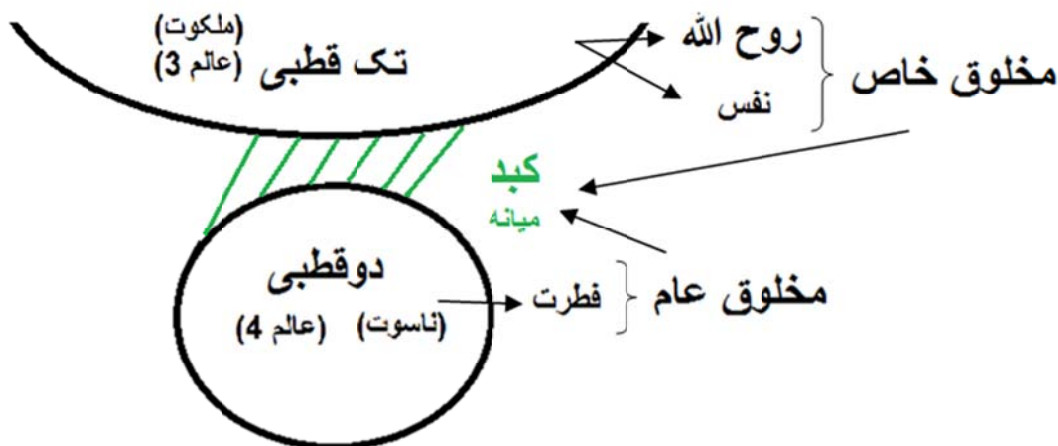 (ملکوت)
(عالم 3)
تک قطبی
روح الله
نفس
مخلوق خاص
کبد
میانه
دوقطبی
(ناسوت)
(عالم 4)
فطرت
مخلوق عام